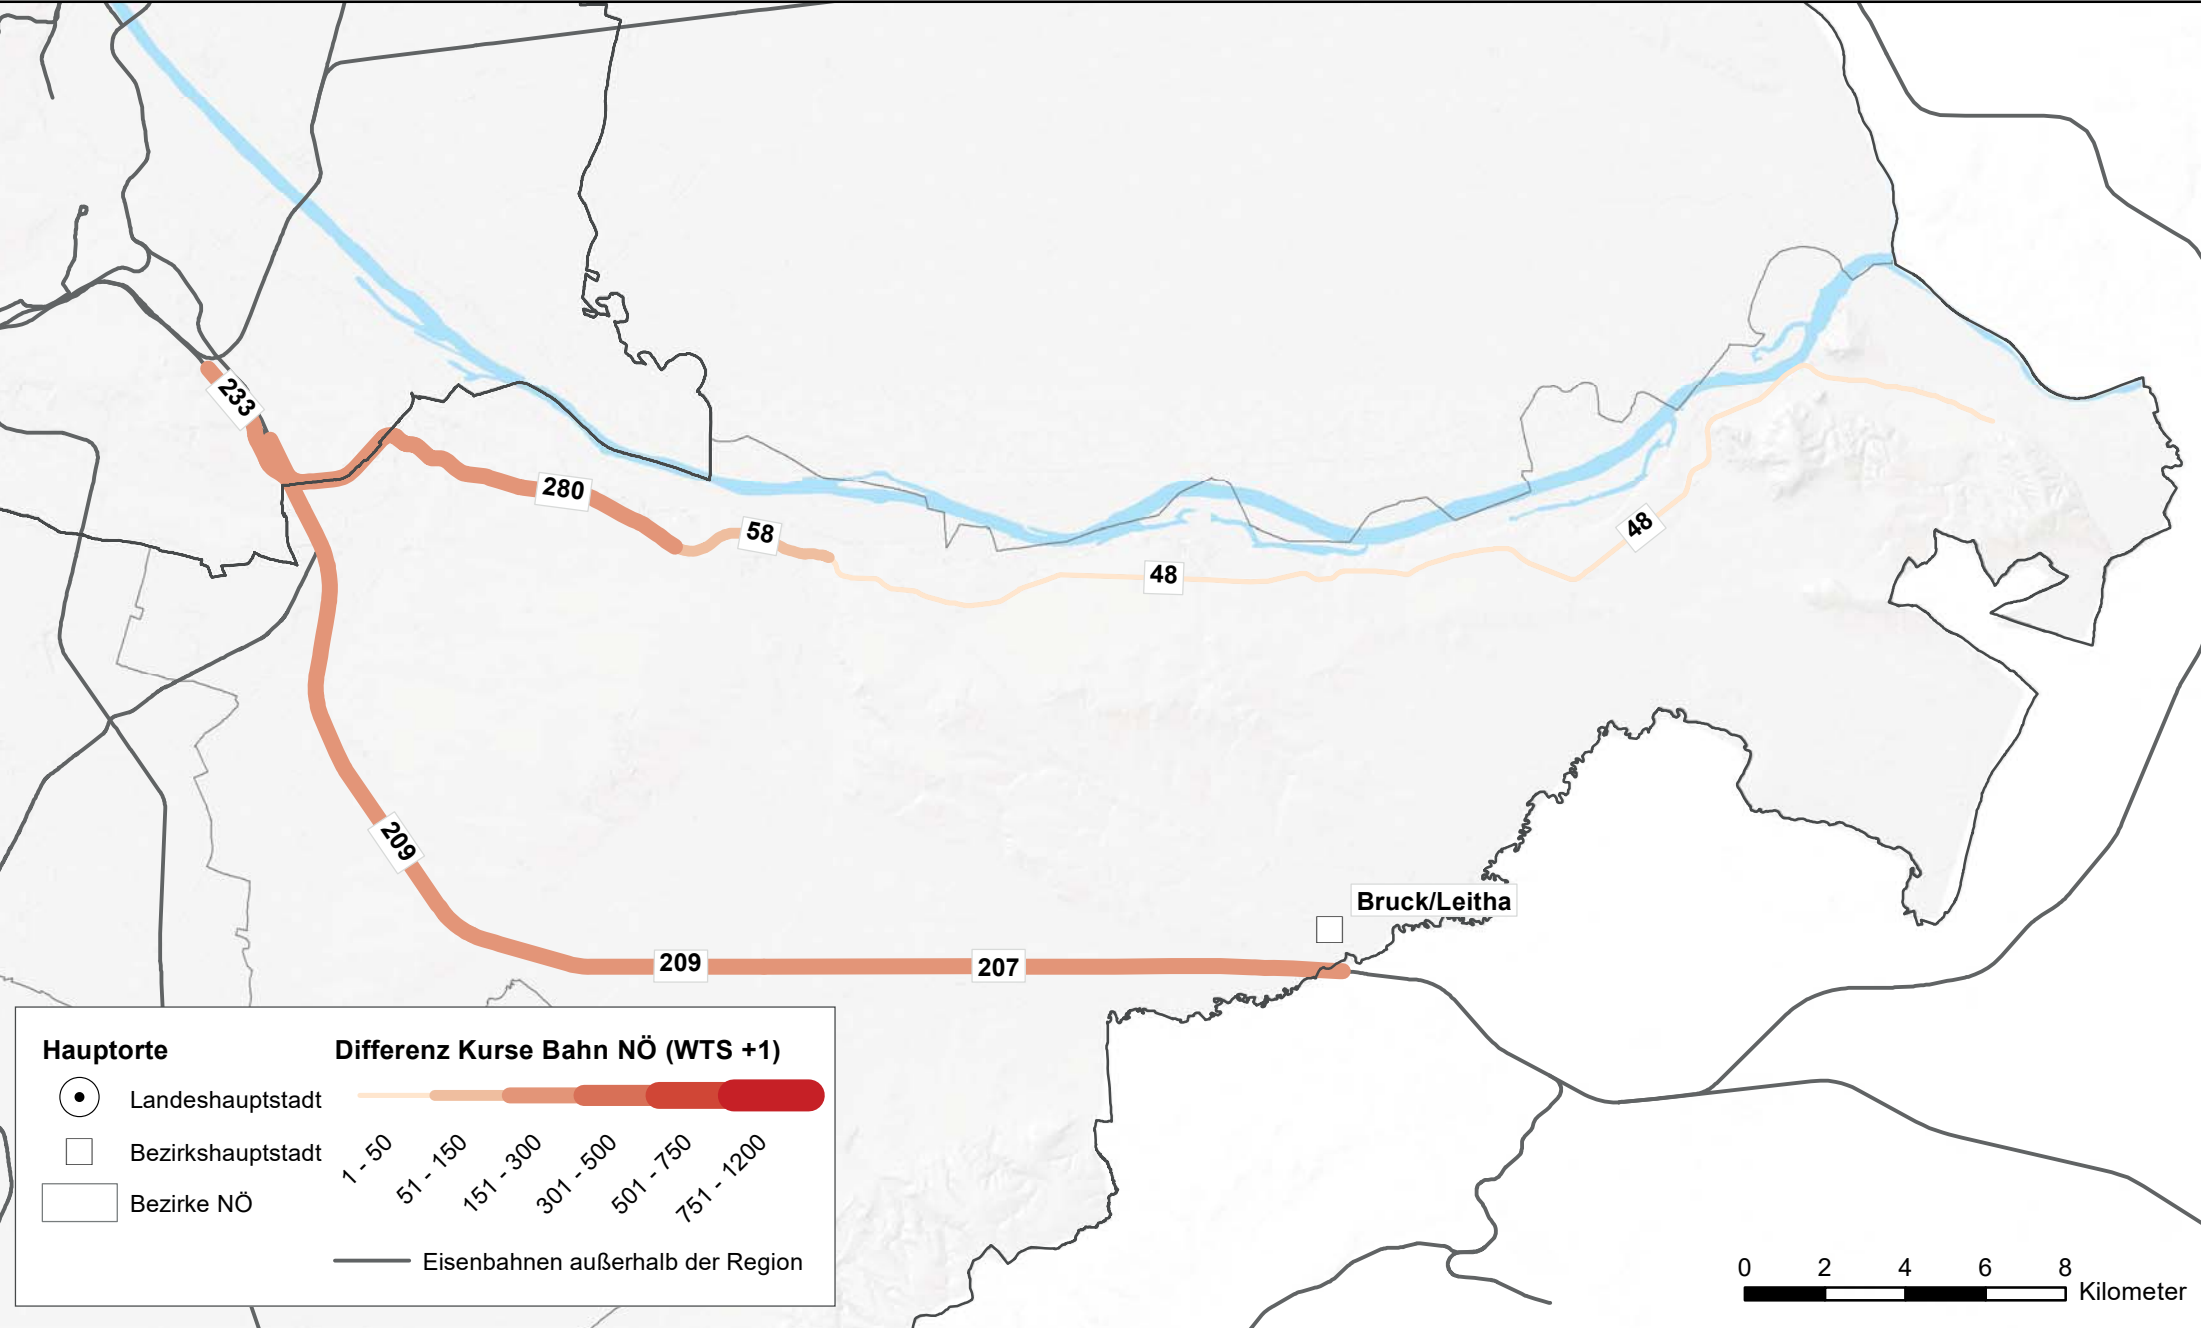 233
280
58
48
48
209
209
207
Bruck/Leitha
Hauptorte
Landeshauptstadt
Bezirkshauptstadt
Bezirke NÖ
Differenz Kurse Bahn NÖ (WTS +1)
1 - 50
51 - 150
151 - 300
301 - 500
501 - 750
751 - 1200
Eisenbahnen außerhalb der Region
0 2 4 6 8
Kilometer